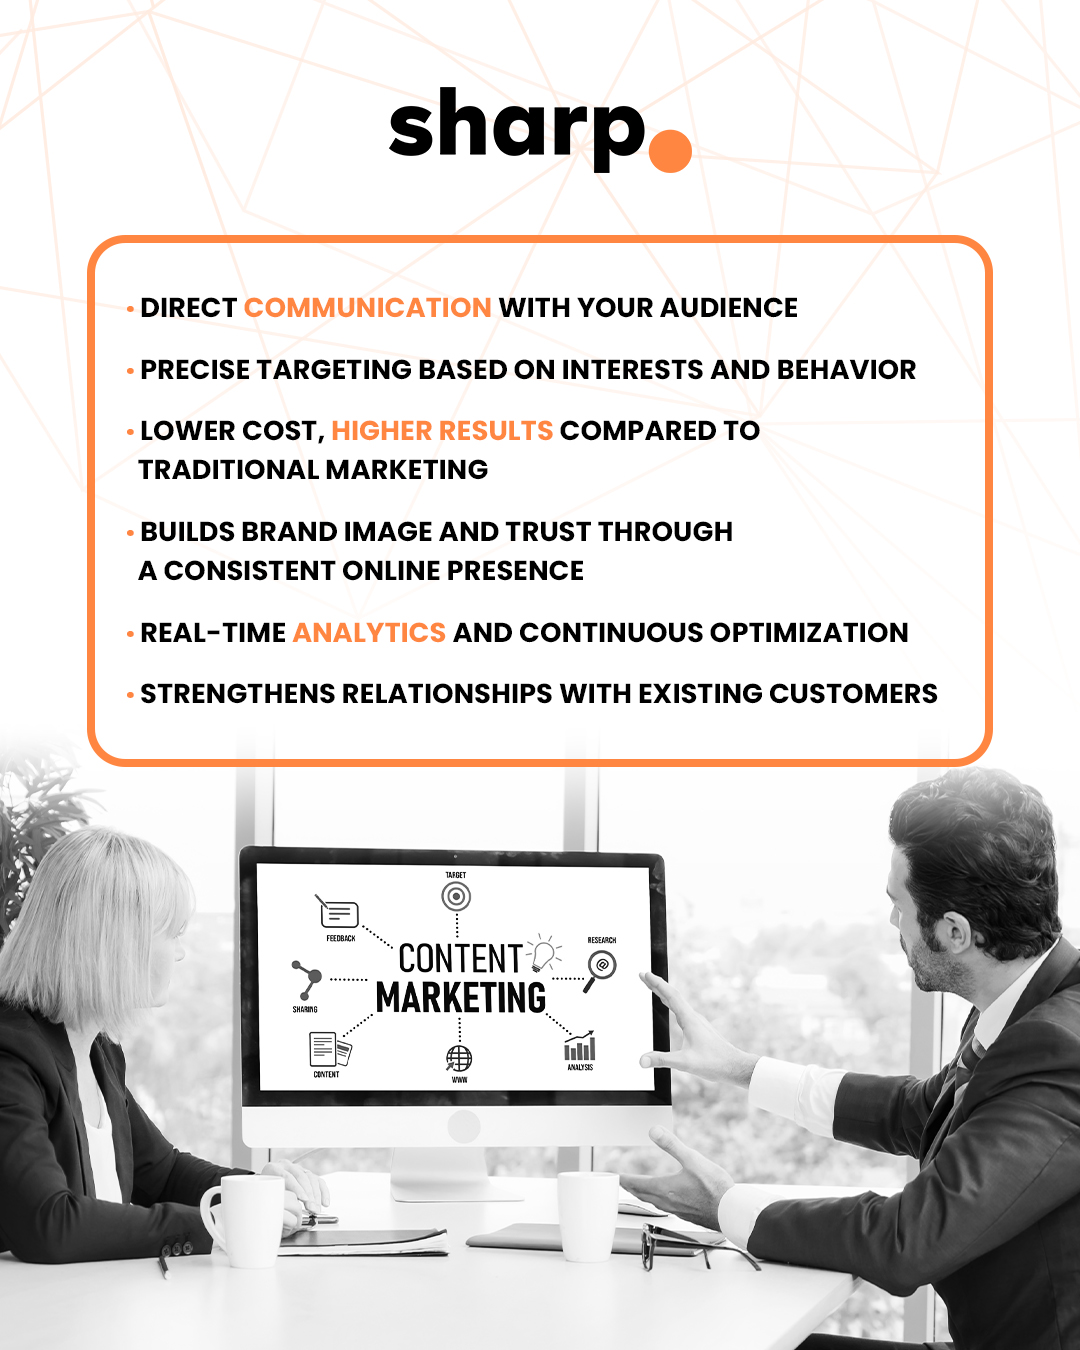 sharp.
• DIRECT COMMUNICATION WITH YOUR AUDIENCE
• PRECISE TARGETING BASED ON INTERESTS AND BEHAVIOR
• LOWER COST, HIGHER RESULTS COMPARED TO
TRADITIONAL MARKETING
• BUILDS BRAND IMAGE AND TRUST THROUGH
A CONSISTENT ONLINE PRESENCE
• REAL-TIME ANALYTICS AND CONTINUOUS OPTIMIZATION
• STRENGTHENS RELATIONSHIPS WITH EXISTING CUSTOMERS
TARGET
FEEDBACK
RESEARCH
CONTENT
MARKETING
SHARING
CONTENT
WWW
ANALYSIS